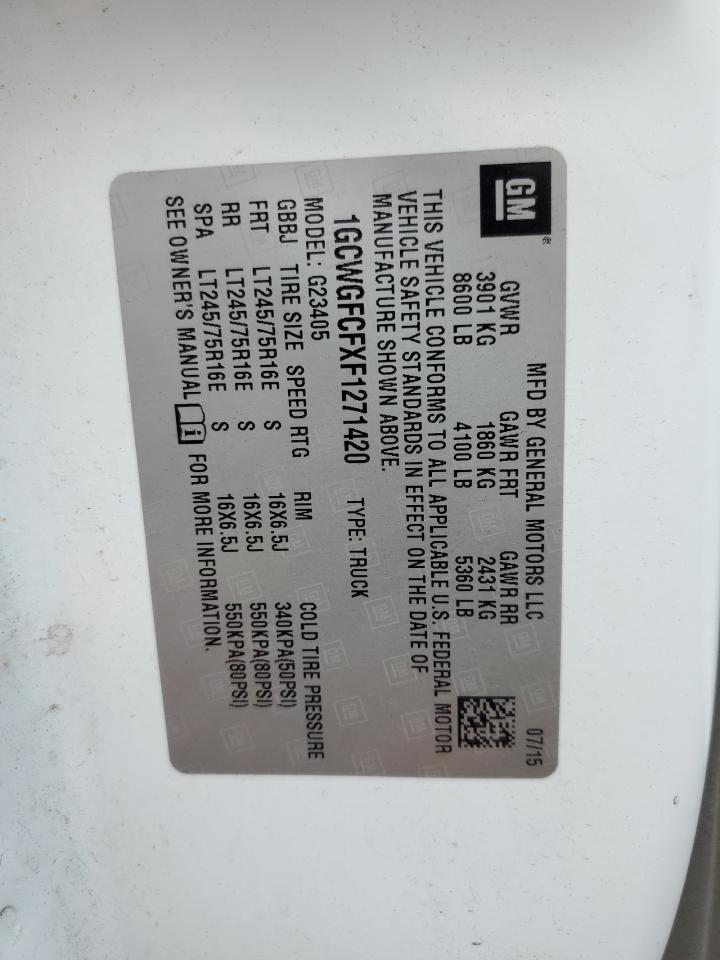 GM®
MFD BY GENERAL MOTORS LLC 07/15
GVWR GAWR FRT GAWR RR
3901 KG 1860 KG 2431 KG
8600 LB 4100 LB 5360 LB
THIS VEHICLE CONFORMS TO ALL APPLICABLE U.S. FEDERAL MOTOR
VEHICLE SAFETY STANDARDS IN EFFECT ON THE DATE OF
MANUFACTURE SHOWN ABOVE.
1GCWGFCFXF1271420 TYPE: TRUCK
MODEL: G23405
GBBJ TIRE SIZE SPEED RTG RIM COLD TIRE PRESSURE
FRT LT245/75R16E S 16X6.5J 340KPA(50PSI)
RR LT245/75R16E S 16X6.5J 550KPA(80PSI)
SPA LT245/75R16E S 16X6.5J 550KPA(80PSI)
SEE OWNER'S MANUAL i FOR MORE INFORMATION.